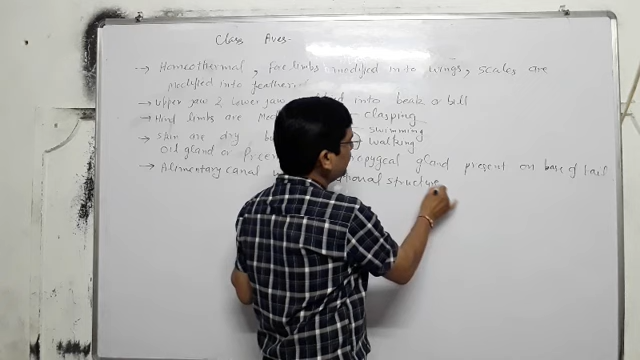 Class Aves-
→ Homeothermal, Fore limbs modified into wings, scales are
modified into feather.
→ Upper jaw & Lower jaw into beak or bill
→ Hind limbs are clasping
swimming
→ Skin are dry walking
Oil gland or gland present on base of tail
→ Alimentary canal structure